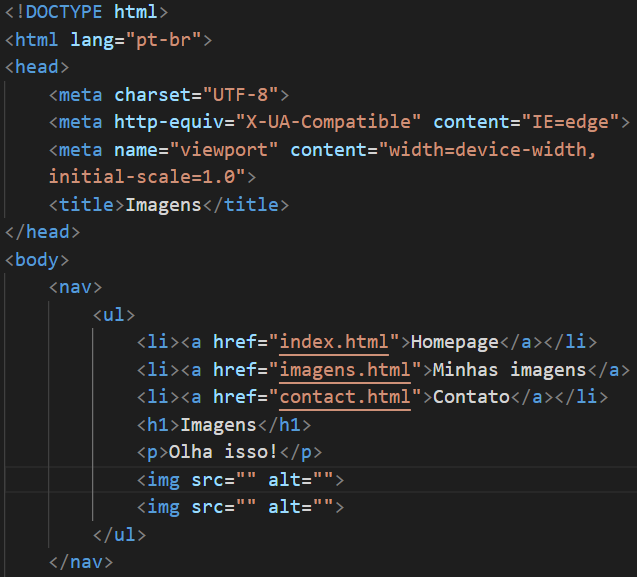 <!DOCTYPE html>
<html lang="pt-br">
<head>
    <meta charset="UTF-8">
    <meta http-equiv="X-UA-Compatible" content="IE=edge">
    <meta name="viewport" content="width=device-width,
    initial-scale=1.0">
    <title>Imagens</title>
</head>
<body>
    <nav>
        <ul>
            <li><a href="index.html">Homepage</a></li>
            <li><a href="imagens.html">Minhas imagens</a>
            <li><a href="contact.html">Contato</a></li>
            <h1>Imagens</h1>
            <p>Olha isso!</p>
            <img src="" alt="">
            <img src="" alt="">
        </ul>
    </nav>